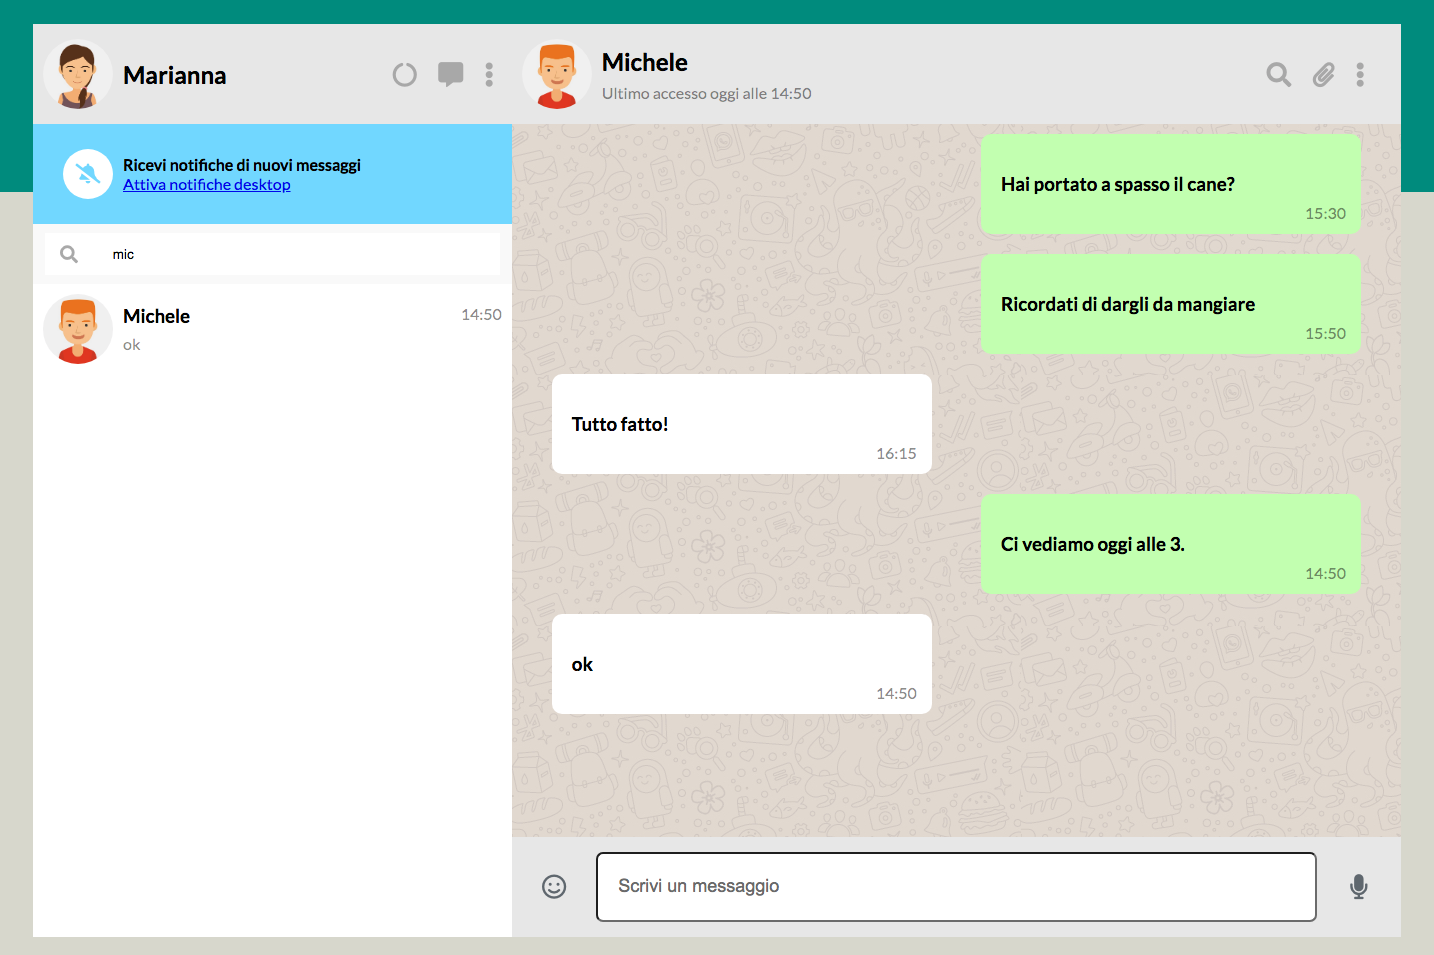 Marianna
Ricevi notifiche di nuovi messaggi
Attiva notifiche desktop
mic
Michele
14:50
ok
Michele
Ultimo accesso oggi alle 14:50
Hai portato a spasso il cane?
15:30
Ricordati di dargli da mangiare
15:50
Tutto fatto!
16:15
Ci vediamo oggi alle 3.
14:50
ok
14:50
Scrivi un messaggio